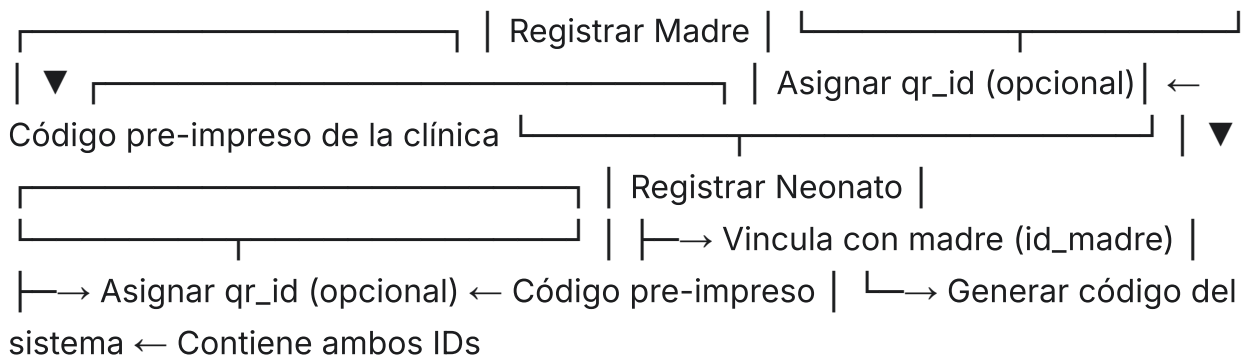 ┌─────────────────────┐ │ Registrar Madre │ └──────────┬──────────┘
│ ▼ ┌──────────────────────────────┐ │ Asignar qr_id (opcional)│ ←
Código pre-impreso de la clínica └──────────┬────────────────────┘ │ ▼
┌──────────────────────────┐ │ Registrar Neonato │
└──────────┬────────────────┘ │ ├─→ Vincula con madre (id_madre) │
├─→ Asignar qr_id (opcional) ← Código pre-impreso │ └─→ Generar código del
sistema ← Contiene ambos IDs